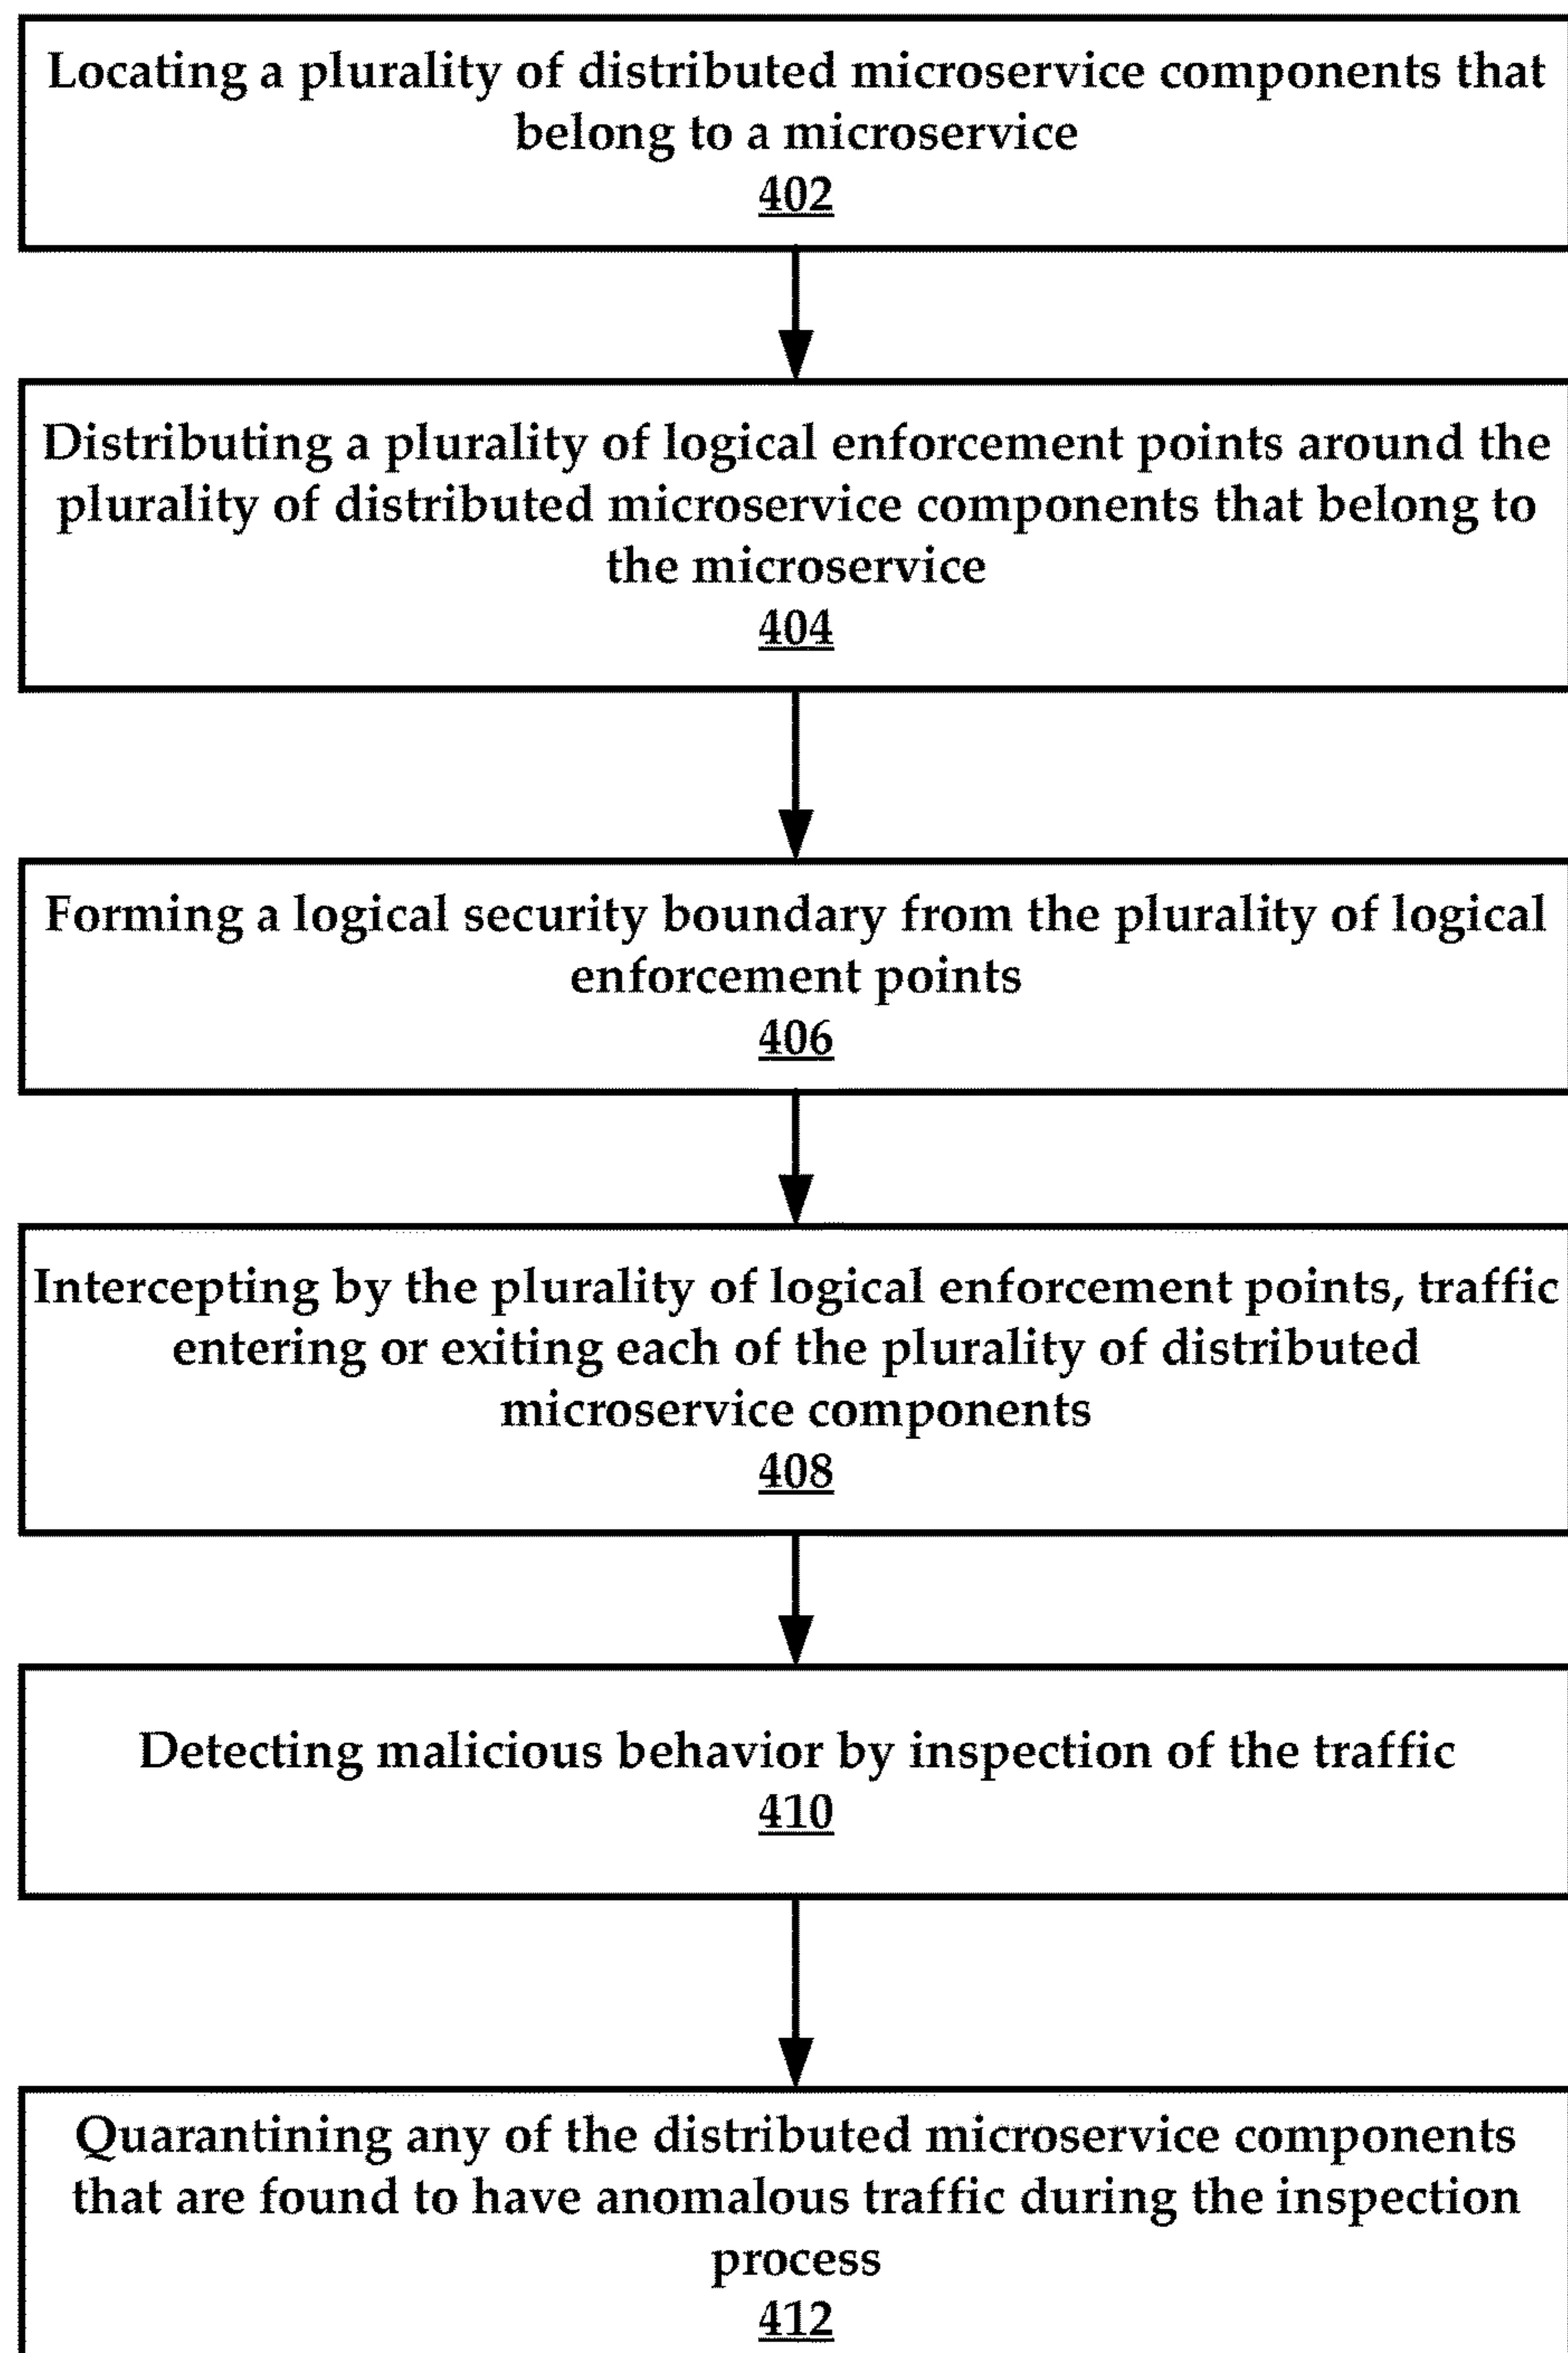 Locating a plurality of distributed microservice components that
belong to a microservice
402
Distributing a plurality of logical enforcement points around the
plurality of distributed microservice components that belong to
the microservice
404
Forming a logical security boundary from the plurality of logical
enforcement points
406
Intercepting by the plurality of logical enforcement points, traffic
entering or exiting each of the plurality of distributed
microservice components
408
Detecting malicious behavior by inspection of the traffic
410
Quarantining any of the distributed microservice components
that are found to have anomalous traffic during the inspection
process
412